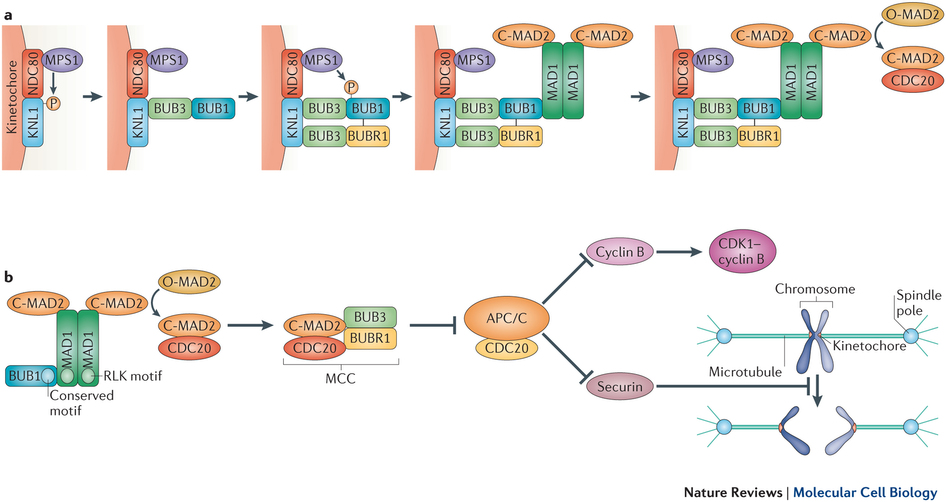 a
Kinetochore
NDC80
MPS1
P
KNL1
NDC80
MPS1
KNL1
BUB3
BUB1
NDC80
MPS1
P
KNL1
BUB3
BUB1
BUB3
BUBR1
C-MAD2
C-MAD2
NDC80
MPS1
MAD1
MAD1
KNL1
BUB3
BUB1
BUB3
BUBR1
O-MAD2
C-MAD2
C-MAD2
C-MAD2
CDC20
NDC80
MPS1
MAD1
MAD1
KNL1
BUB3
BUB1
BUB3
BUBR1
b
O-MAD2
C-MAD2
C-MAD2
C-MAD2
CDC20
MAD1
MAD1
BUB1
RLK motif
Conserved
motif
C-MAD2
BUB3
CDC20
BUBR1
MCC
APC/C
CDC20
Cyclin B
CDK1–
cyclin B
Securin
Chromosome
Spindle
pole
Kinetochore
Microtubule
Nature Reviews | Molecular Cell Biology